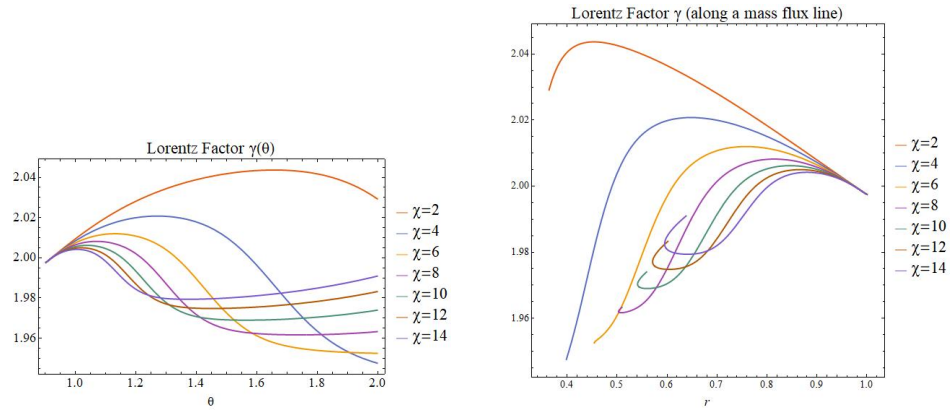 Lorentz Factor γ(θ)
2.04
2.02
2.00
1.98
1.96
1.0
1.2
1.4
1.6
1.8
2.0
θ
χ=2
χ=4
χ=6
χ=8
χ=10
χ=12
χ=14
Lorentz Factor γ (along a mass flux line)
2.04
2.02
2.00
1.98
1.96
0.4
0.5
0.6
0.7
0.8
0.9
1.0
r
χ=2
χ=4
χ=6
χ=8
χ=10
χ=12
χ=14